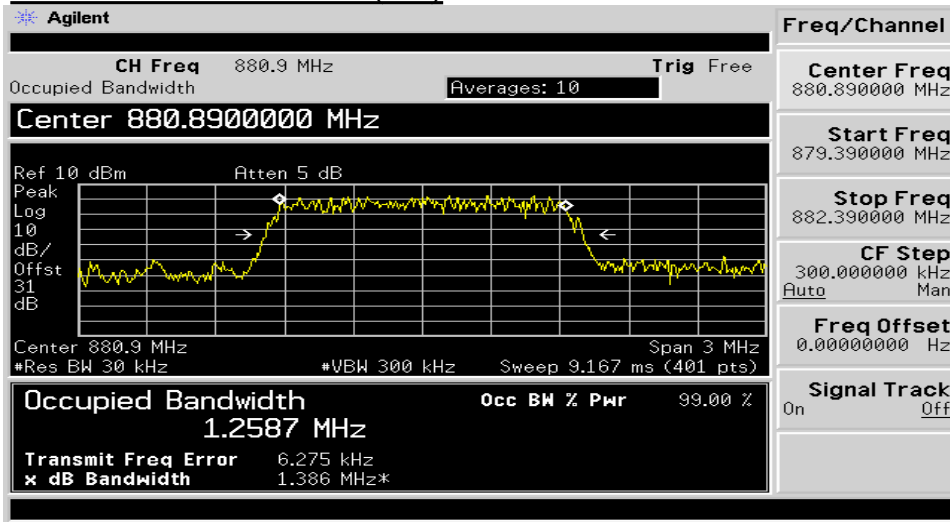 Agilent
Freq/Channel
CH Freq 880.9 MHz Trig Free
Occupied Bandwidth Averages: 10
Center 880.8900000 MHz
Ref 10 dBm Atten 5 dB
Peak
Log
10
dB/
Offst
31
dB
Center 880.9 MHz Span 3 MHz
#Res BW 30 kHz #VBW 300 kHz Sweep 9.167 ms (401 pts)
Occupied Bandwidth Occ BW % Pwr 99.00 %
1.2587 MHz
Transmit Freq Error 6.275 kHz
x dB Bandwidth 1.386 MHz*
Center Freq
880.890000 MHz
Start Freq
879.390000 MHz
Stop Freq
882.390000 MHz
CF Step
300.000000 kHz
Auto Man
Freq Offset
0.00000000 Hz
Signal Track
On Off